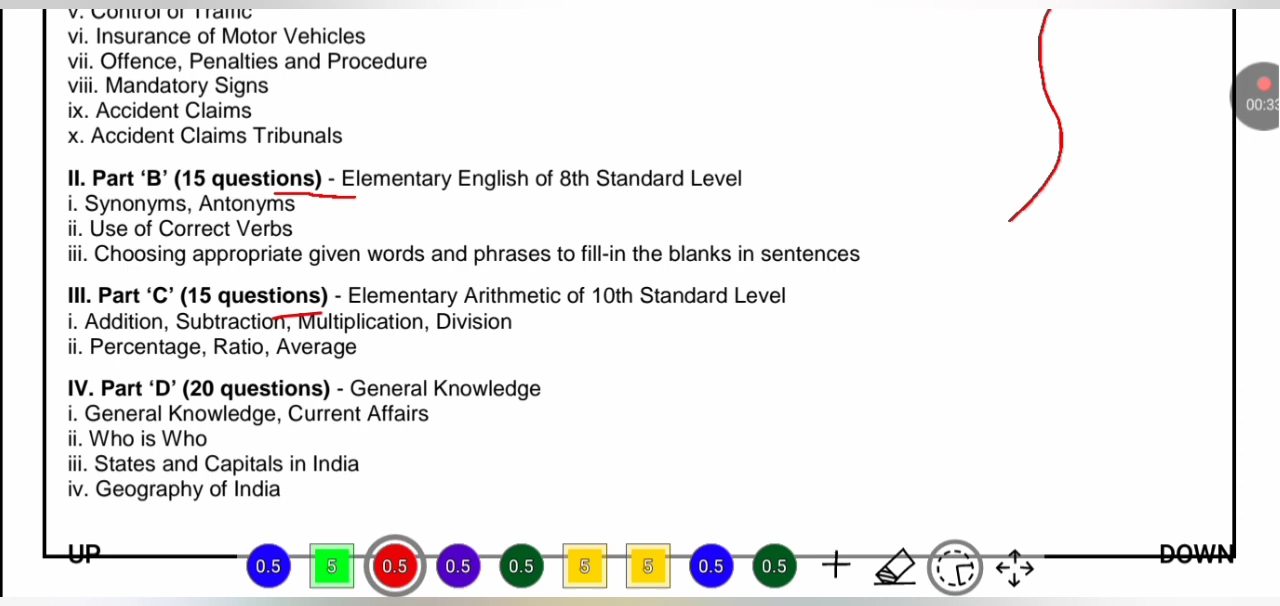 v. Control of Traffic
vi. Insurance of Motor Vehicles
vii. Offence, Penalties and Procedure
viii. Mandatory Signs
ix. Accident Claims
x. Accident Claims Tribunals
00:33
II. Part ‘B’ (15 questions) - Elementary English of 8th Standard Level
i. Synonyms, Antonyms
ii. Use of Correct Verbs
iii. Choosing appropriate given words and phrases to fill-in the blanks in sentences
III. Part ‘C’ (15 questions) - Elementary Arithmetic of 10th Standard Level
i. Addition, Subtraction, Multiplication, Division
ii. Percentage, Ratio, Average
IV. Part ‘D’ (20 questions) - General Knowledge
i. General Knowledge, Current Affairs
ii. Who is Who
iii. States and Capitals in India
iv. Geography of India
UP 0.5 5 0.5 0.5 0.5 5 5 0.5 0.5 DOWN